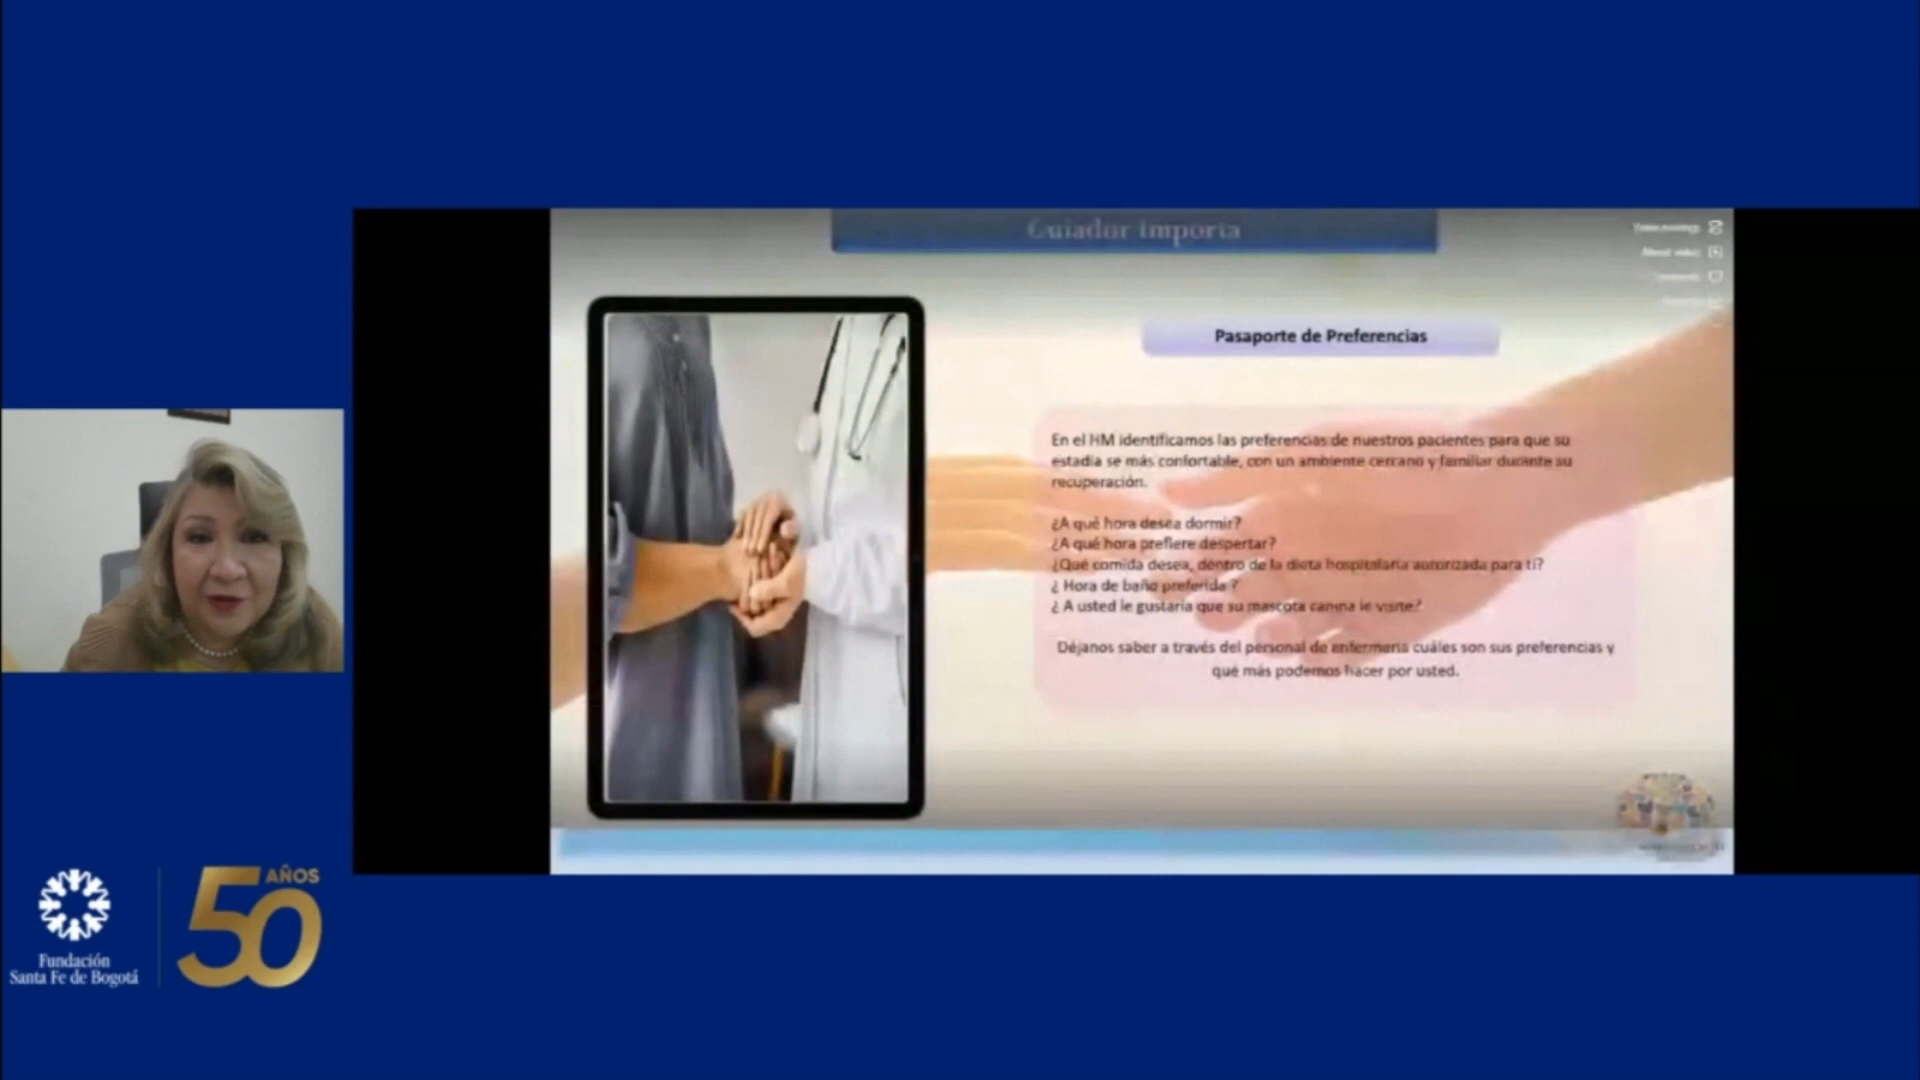 Cuiador importa
Pasaporte de Preferencias
En el HM identificamos las preferencias de nuestros pacientes para que su
estadía se más confortable, con un ambiente cercano y familiar durante su
recuperación.
¿A qué hora desea dormir?
¿A qué hora prefiere despertar?
¿Qué comida desea, dentro de la dieta hospitalaria autorizada para ti?
¿ Hora de baño preferida ?
¿ A usted le gustaría que su mascota canina le visite?
Déjanos saber a través del personal de enfermería cuáles son sus preferencias y
qué más podemos hacer por usted.
Fundación
Santa Fe de Bogotá
50 AÑOS